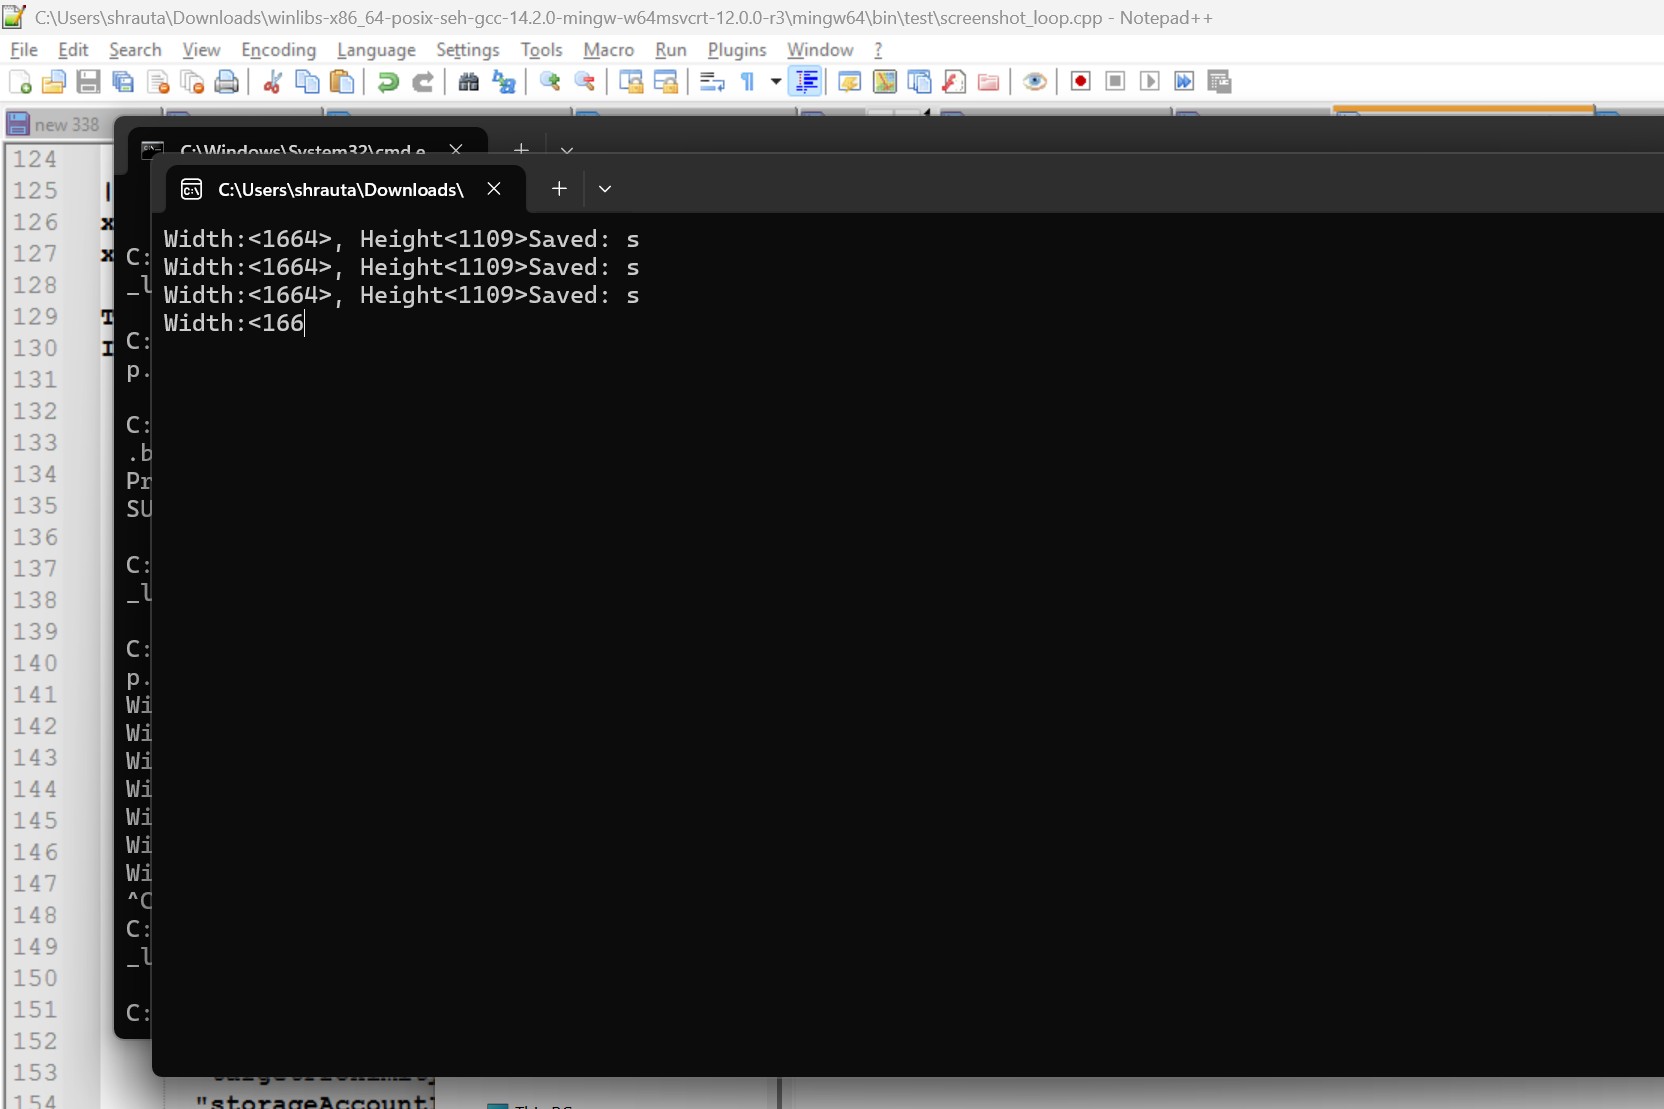 C:\Users\shrauta\Downloads\winlibs-x86_64-posix-seh-gcc-14.2.0-mingw-w64msvcrt-12.0.0-r3\mingw64\bin\test\screenshot_loop.cpp - Notepad++
File Edit Search View Encoding Language Settings Tools Macro Run Plugins Window ?
new 338
C:\Windows\System32\cmd.e
C:\Users\shrauta\Downloads\
Width:<1664>, Height<1109>Saved: s
Width:<1664>, Height<1109>Saved: s
Width:<1664>, Height<1109>Saved: s
Width:<166
124
125 |
126 x
127 x
128
129 T
130 I
131
132
133
134
135
136
137
138
139
140
141
142
143
144
145
146
147
148
149
150
151
152
153
154
C:
_l
C:
p.
C:
.b
Pr
SU
C:
_l
C:
p.
Wi
Wi
Wi
Wi
Wi
Wi
Wi
^C
C:
_l
C:
"storageAccount